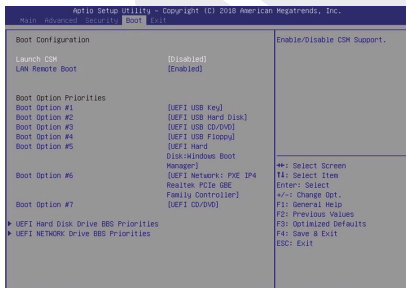 Aptio Setup Utility – Copyright (C) 2018 American Megatrends, Inc.
Main Advanced Security Boot Exit
Boot Configuration
Launch CSM [Disabled]
LAN Remote Boot [Enabled]
Boot Option Priorities
Boot Option #1 [UEFI USB Key]
Boot Option #2 [UEFI USB Hard Disk]
Boot Option #3 [UEFI USB CD/DVD]
Boot Option #4 [UEFI USB Floppy]
Boot Option #5 [UEFI Hard
Disk:Windows Boot
Manager]
Boot Option #6 [UEFI Network: PXE IP4
Realtek PCIe GBE
Family Controller]
Boot Option #7 [UEFI CD/DVD]
UEFI Hard Disk Drive BBS Priorities
UEFI NETWORK Drive BBS Priorities
Enable/Disable CSM Support.
→←: Select Screen
↑↓: Select Item
Enter: Select
+/-: Change Opt.
F1: General Help
F2: Previous Values
F3: Optimized Defaults
F4: Save & Exit
ESC: Exit